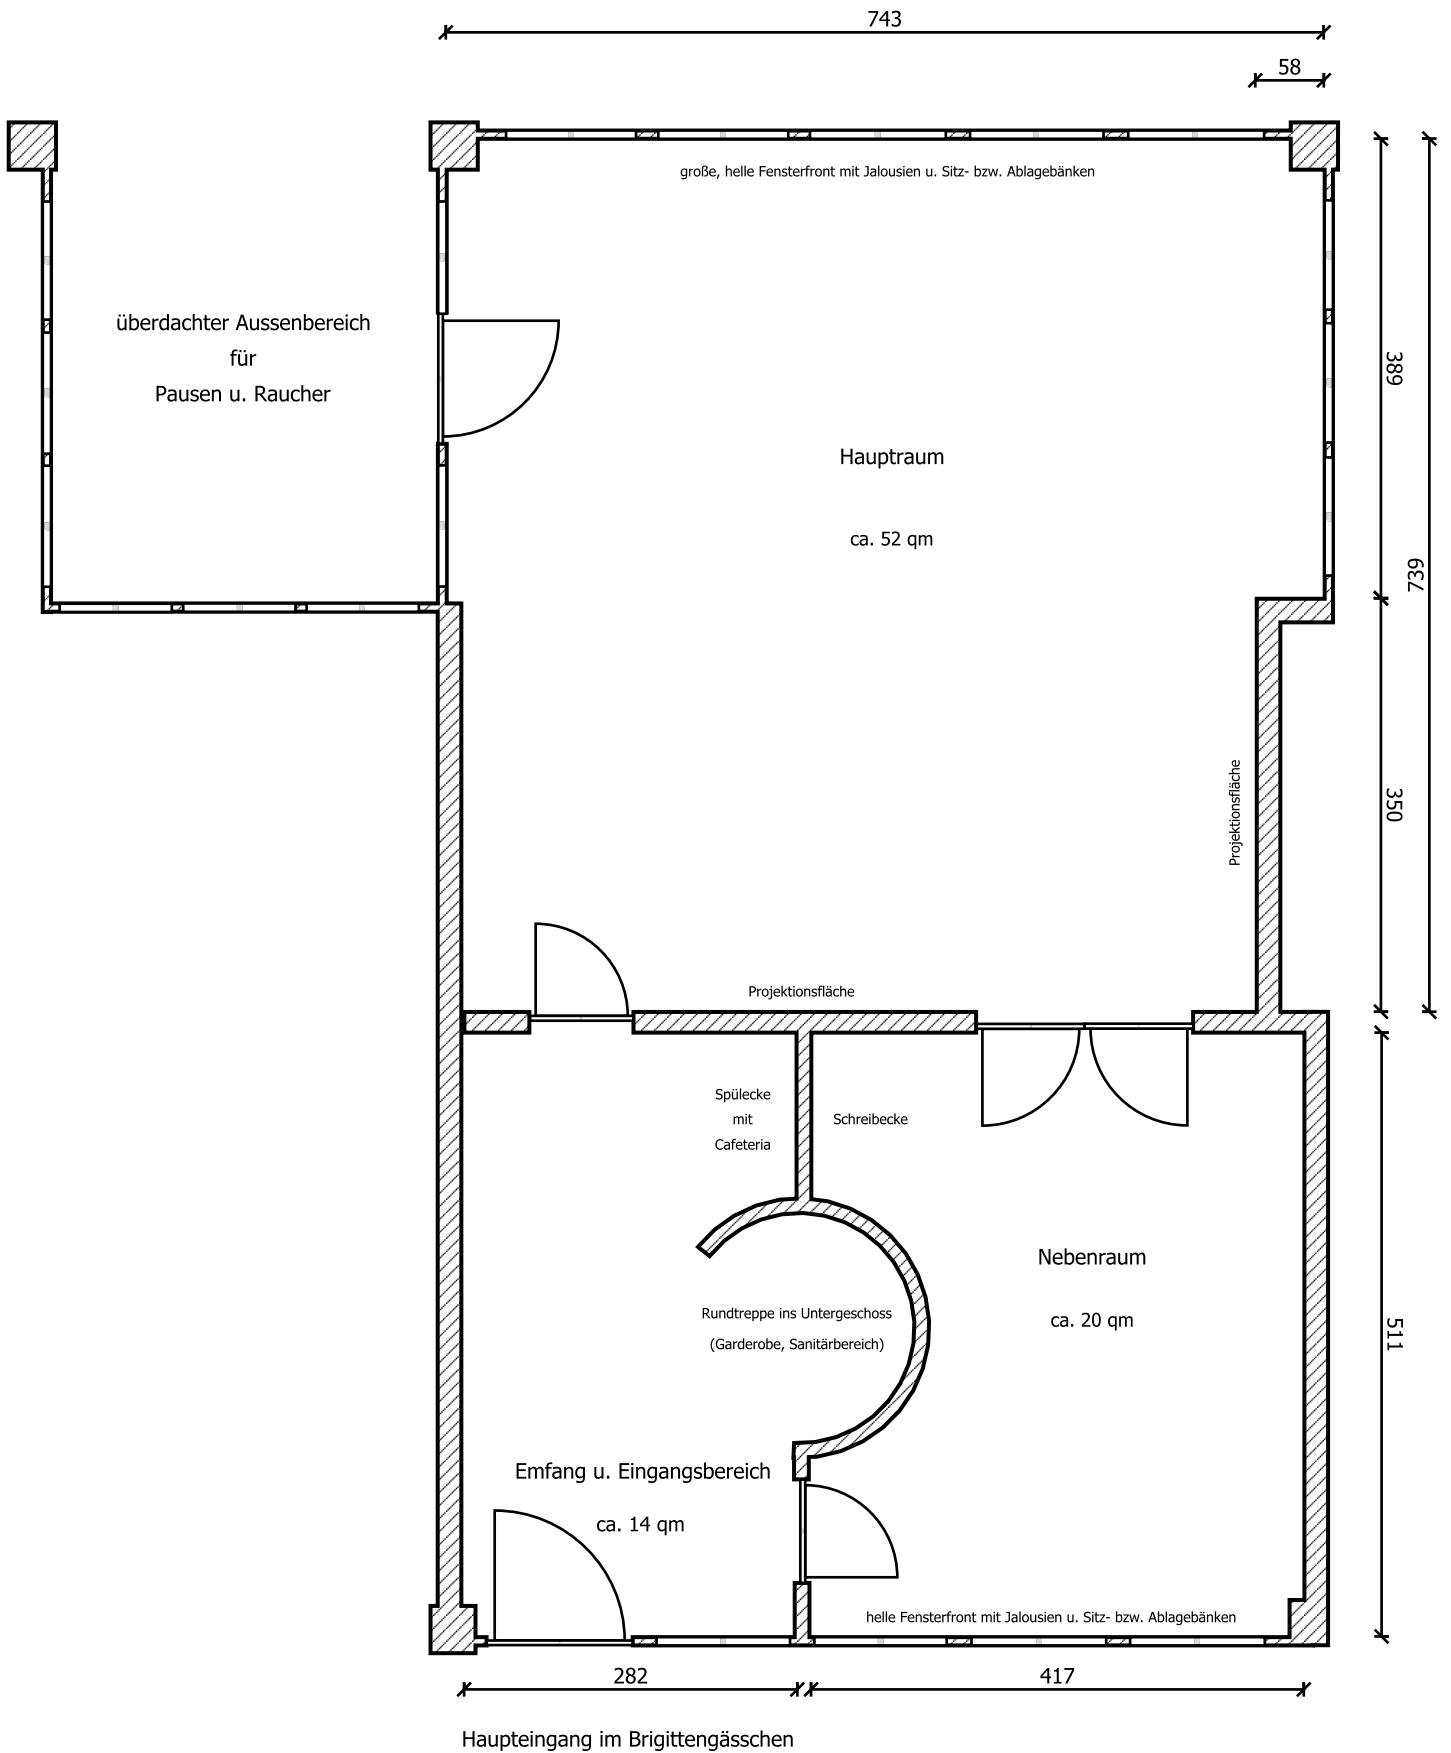 743
58
große, helle Fensterfront mit Jalousien u. Sitz- bzw. Ablagebänken
überdachter Aussenbereich
für
Pausen u. Raucher
389
Hauptraum
ca. 52 qm
739
350
Projektionsfläche
Projektionsfläche
Spülecke
mit
Cafeteria
Schreibecke
Nebenraum
ca. 20 qm
Rundtreppe ins Untergeschoss
(Garderobe, Sanitärbereich)
511
Emfang u. Eingangsbereich
ca. 14 qm
helle Fensterfront mit Jalousien u. Sitz- bzw. Ablagebänken
282
417
Haupteingang im Brigittengässchen